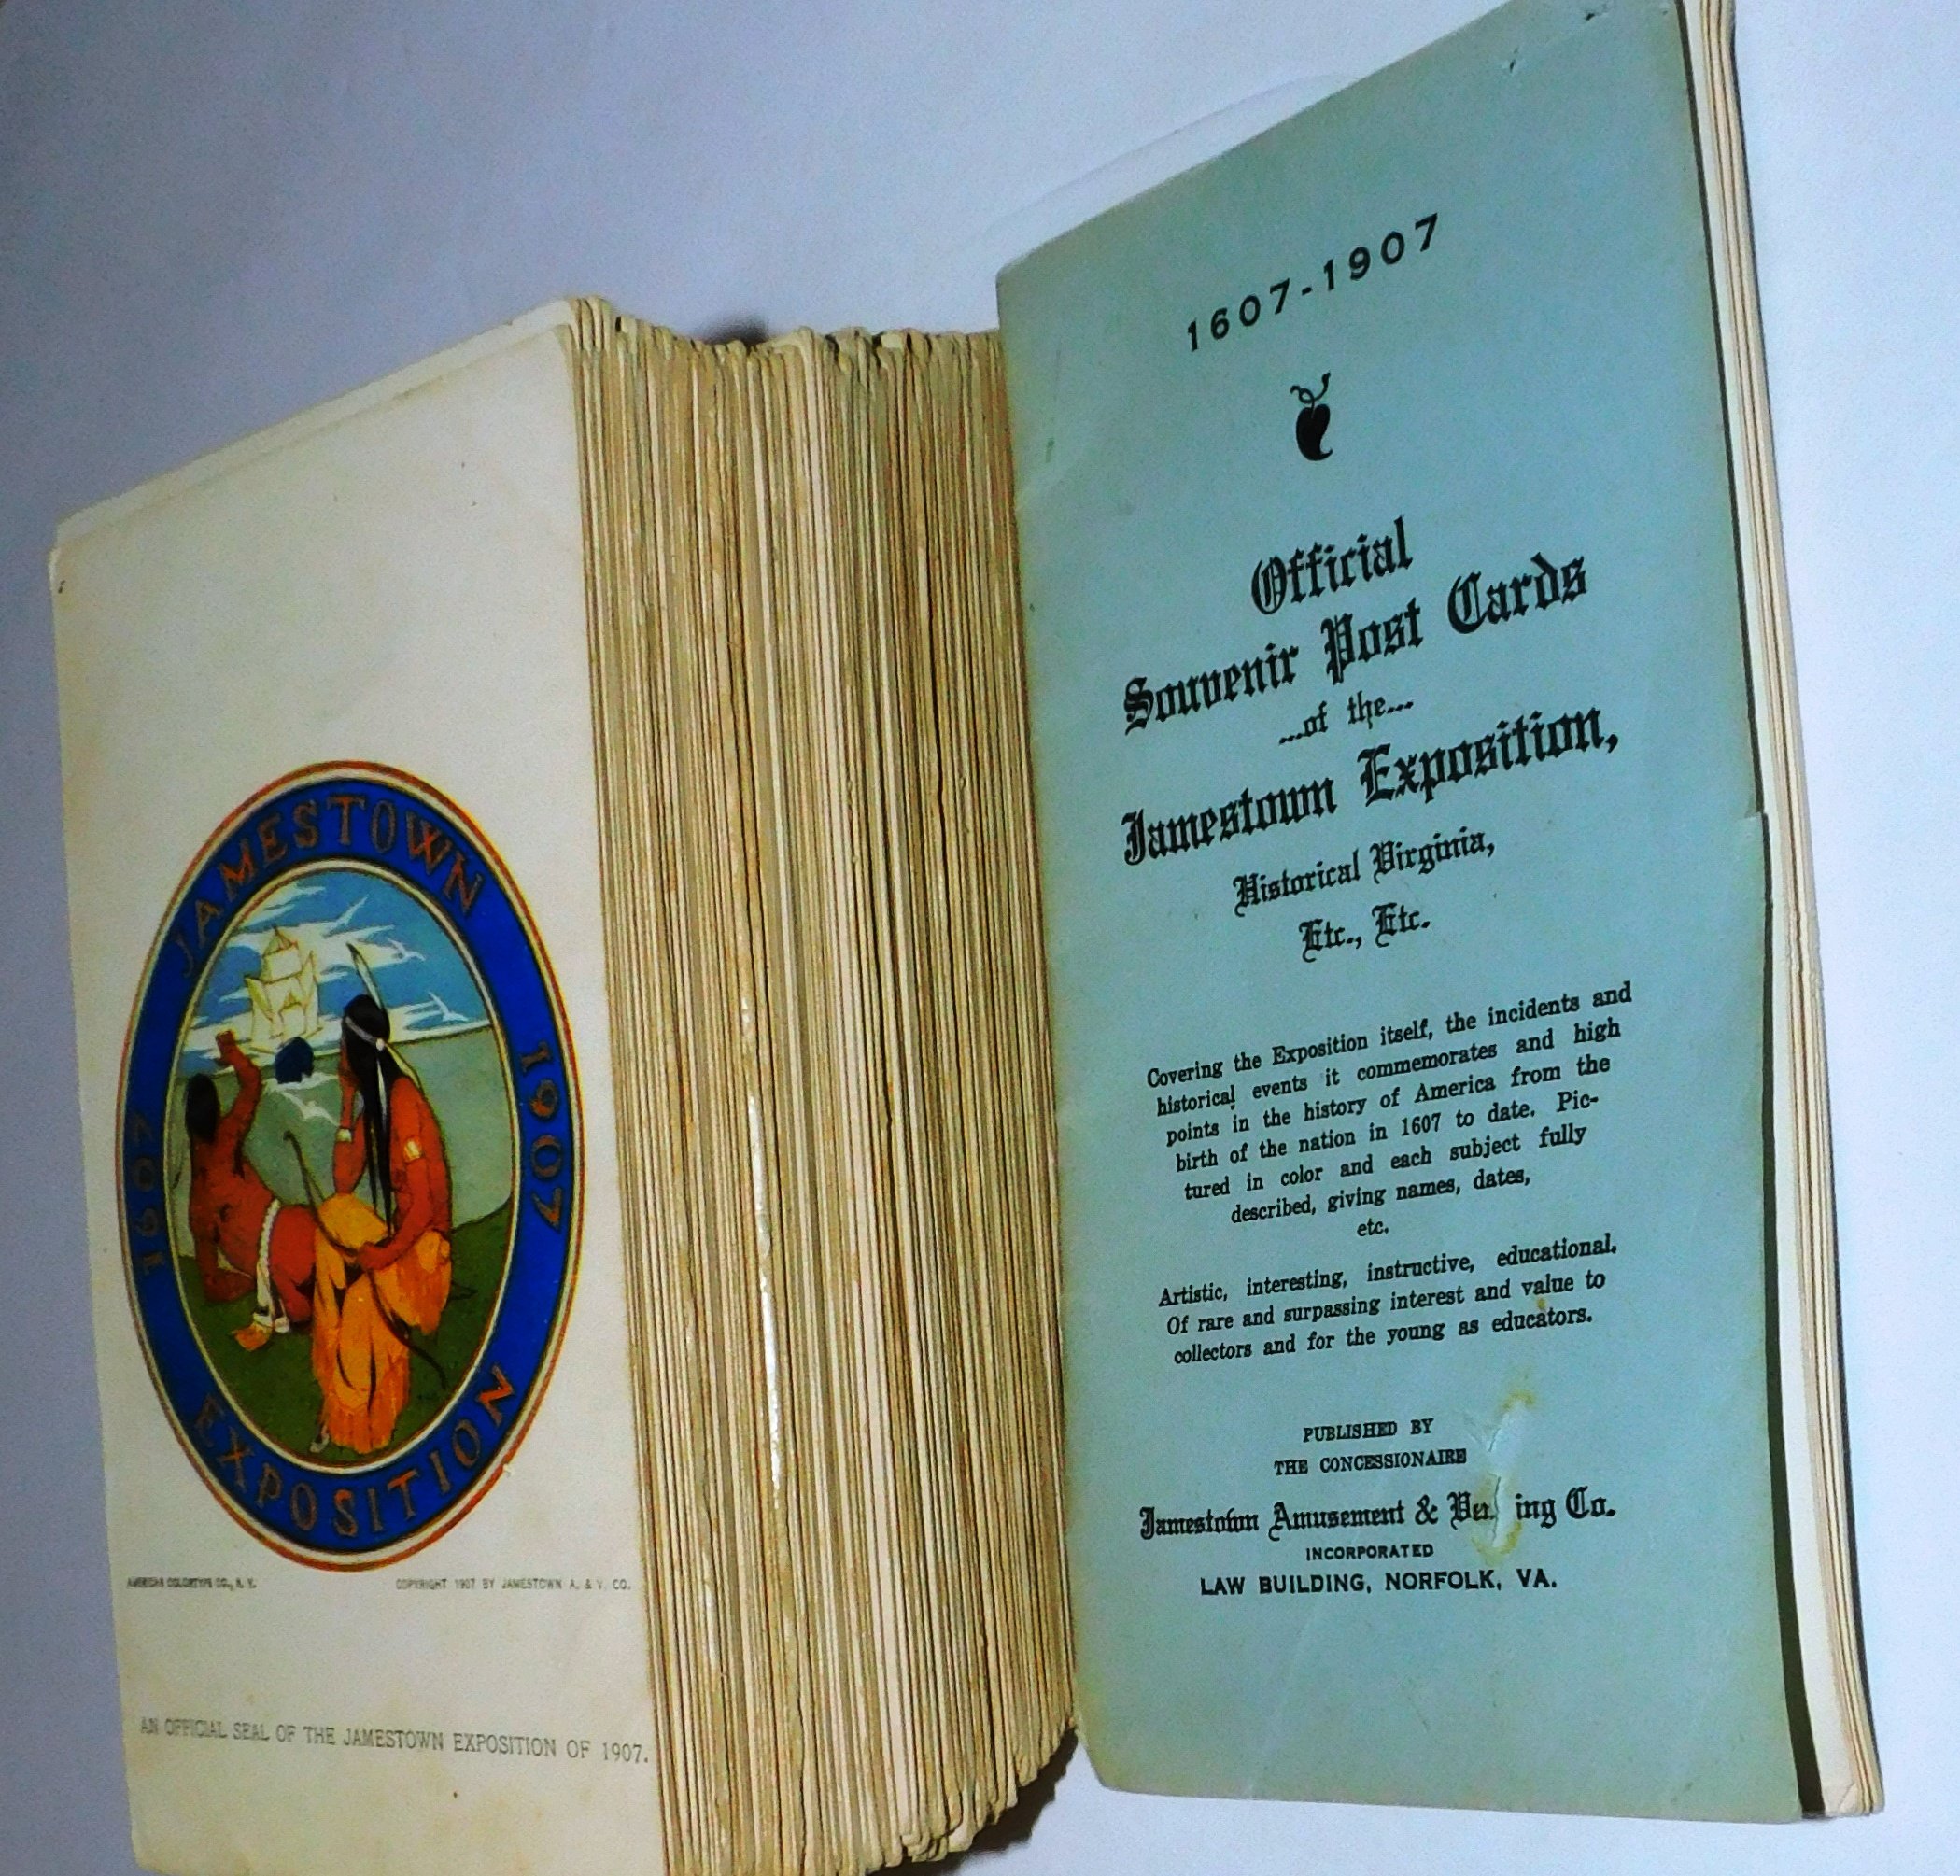 JAMESTOWN
1607
1907
EXPOSITION
AMERICAN COLORTYPE CO., N. Y.
COPYRIGHT 1907 BY JAMESTOWN A. & V. CO.
AN OFFICIAL SEAL OF THE JAMESTOWN EXPOSITION OF 1907.
1607-1907
Official
Souvenir Post Cards
...of the...
Jamestown Exposition,
Historical Virginia,
Etc., Etc.
Covering the Exposition itself, the incidents and
historical events it commemorates and high
points in the history of America from the
birth of the nation in 1607 to date. Pic-
tured in color and each subject fully
described, giving names, dates,
etc.
Artistic, interesting, instructive, educational.
Of rare and surpassing interest and value to
collectors and for the young as educators.
PUBLISHED BY
THE CONCESSIONAIRE
Jamestown Amusement & ing Co.
INCORPORATED
LAW BUILDING, NORFOLK, VA.